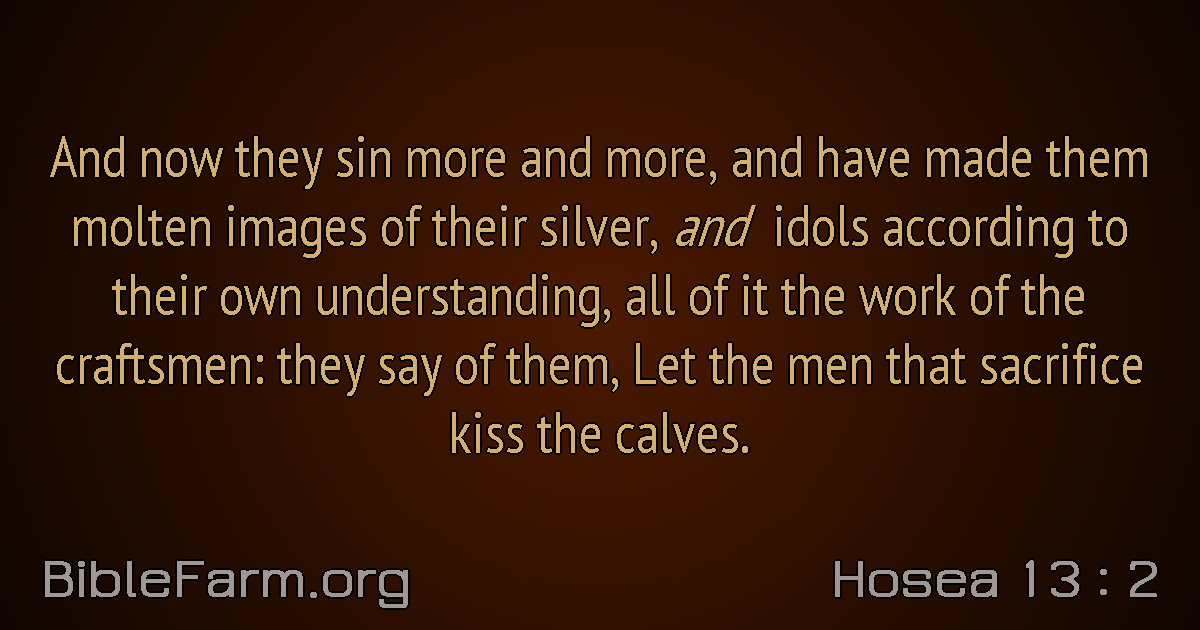 And now they sin more and more, and have made them
molten images of their silver, and idols according to
their own understanding, all of it the work of the
craftsmen: they say of them, Let the men that sacrifice
kiss the calves.
BibleFarm.org
Hosea 13 : 2